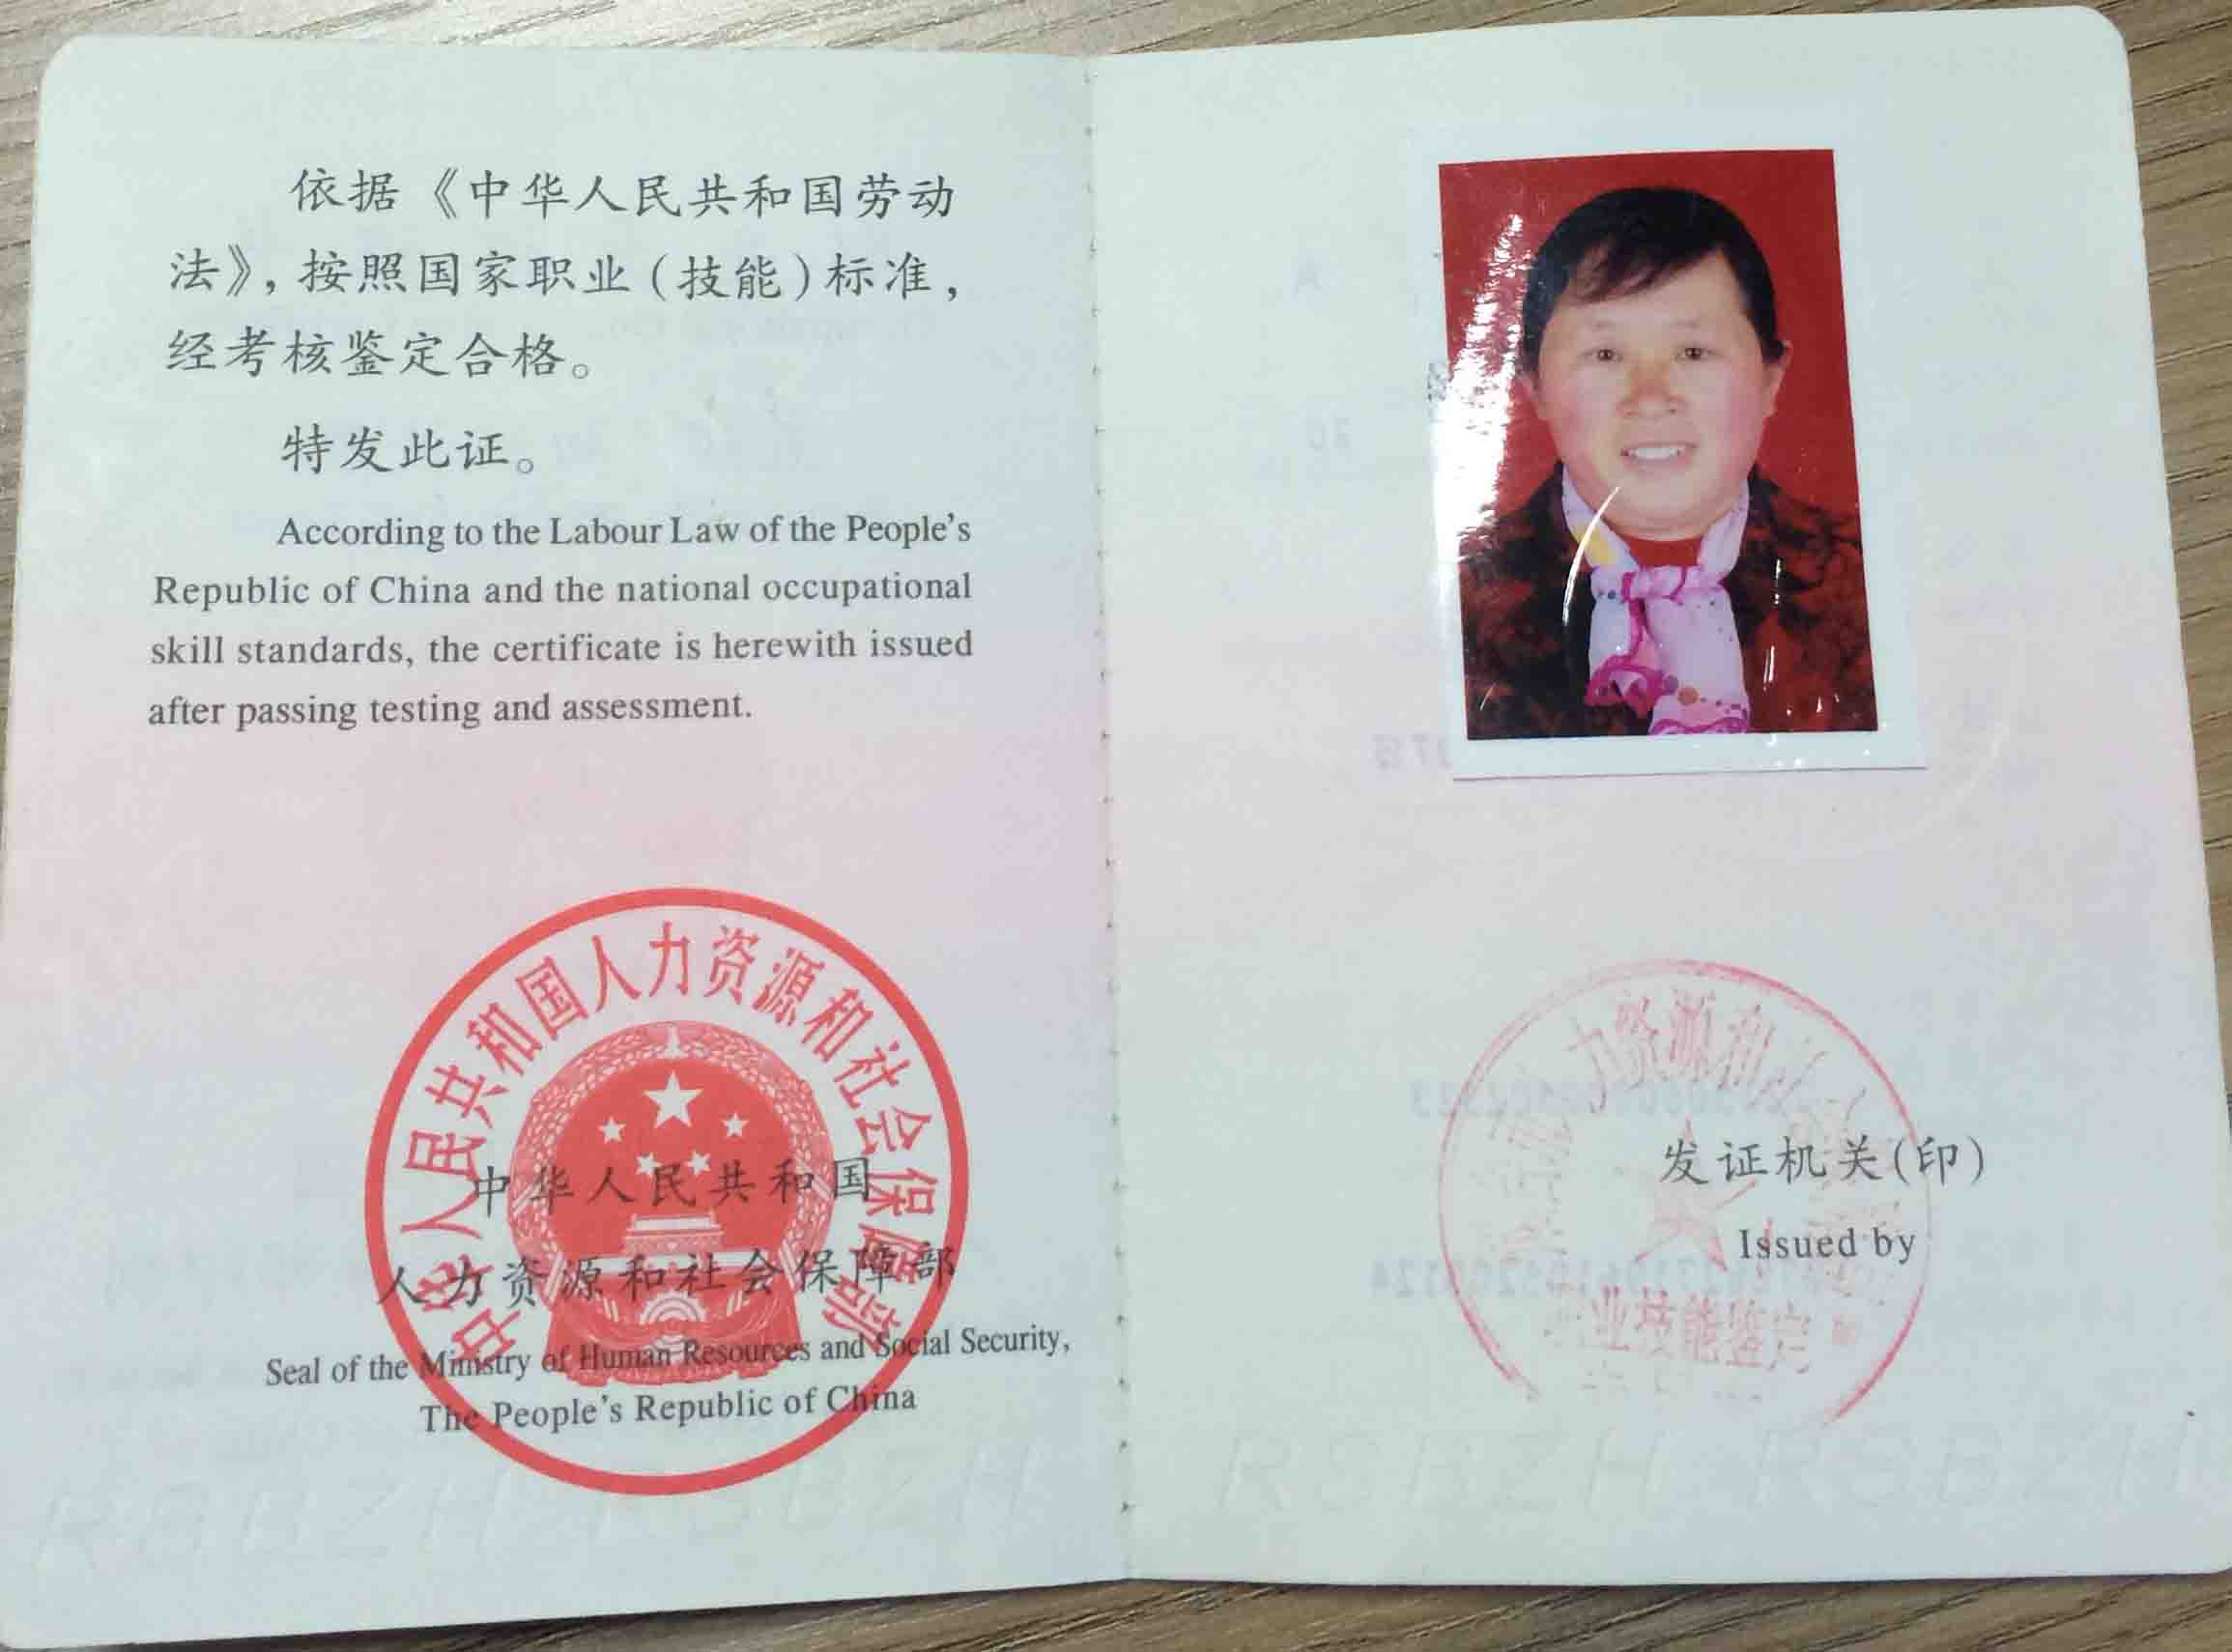 依据《中华人民共和国劳动
法》，按照国家职业（技能）标准，
经考核鉴定合格。
特发此证。
According to the Labour Law of the People's
Republic of China and the national occupational
skill standards, the certificate is herewith issued
after passing testing and assessment.
中华人民共和国人力资源和社会保障部
中华人民共和国
人力资源和社会保障部
Seal of the Ministry of Human Resources and Social Security,
The People's Republic of China
力资源和
发证机关(印)
Issued by
业技能鉴定
RSBZH RSBZH
RSBZH RSBZH